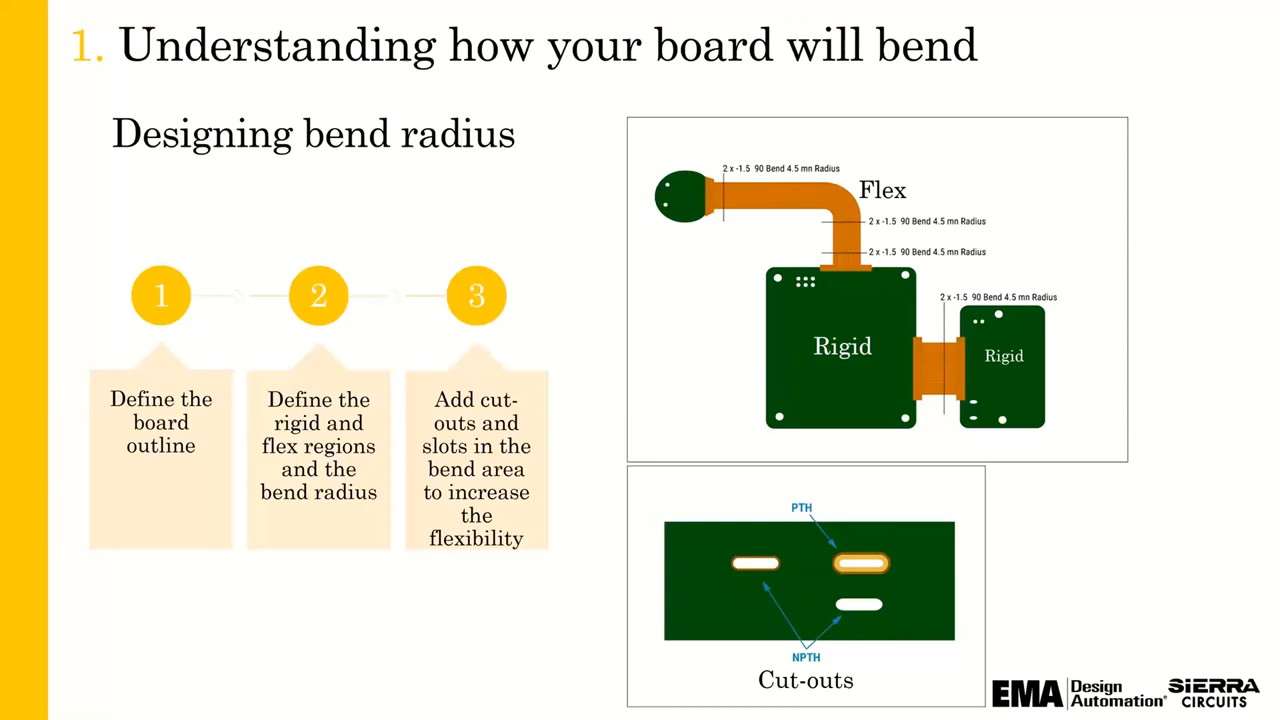 1. Understanding how your board will bend
Designing bend radius
1
2
3
Define the
board
outline
Define the
rigid and
flex regions
and the
bend radius
Add cut-
outs and
slots in the
bend area
to increase
the
flexibility
2 x -1.5 90 Bend 4.5 mn Radius
Flex
2 x -1.5 90 Bend 4.5 mn Radius
2 x -1.5 90 Bend 4.5 mn Radius
2 x -1.5 90 Bend 4.5 mn Radius
Rigid
Rigid
PTH
NPTH
Cut-outs
EMA Design
Automation®
SIERRA
CIRCUITS